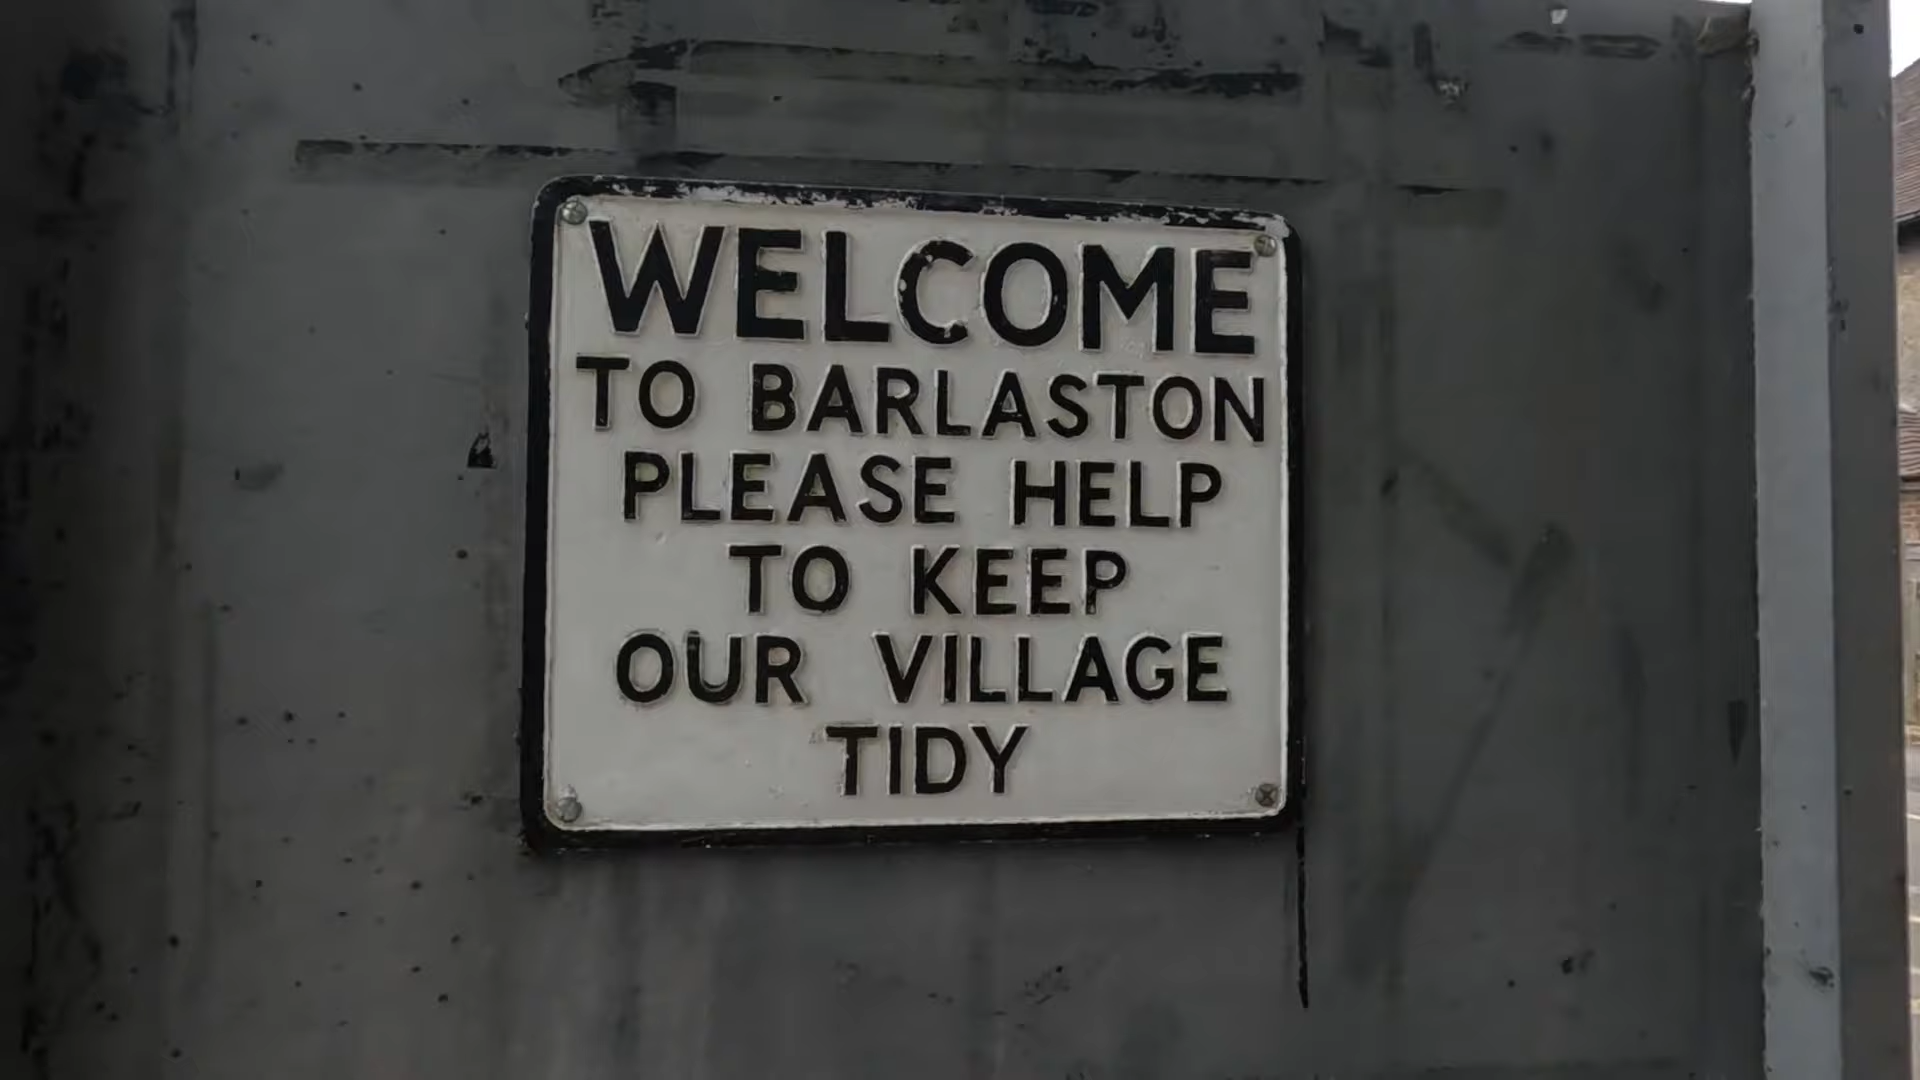 WELCOME
TO BARLASTON
PLEASE HELP
TO KEEP
OUR VILLAGE
TIDY